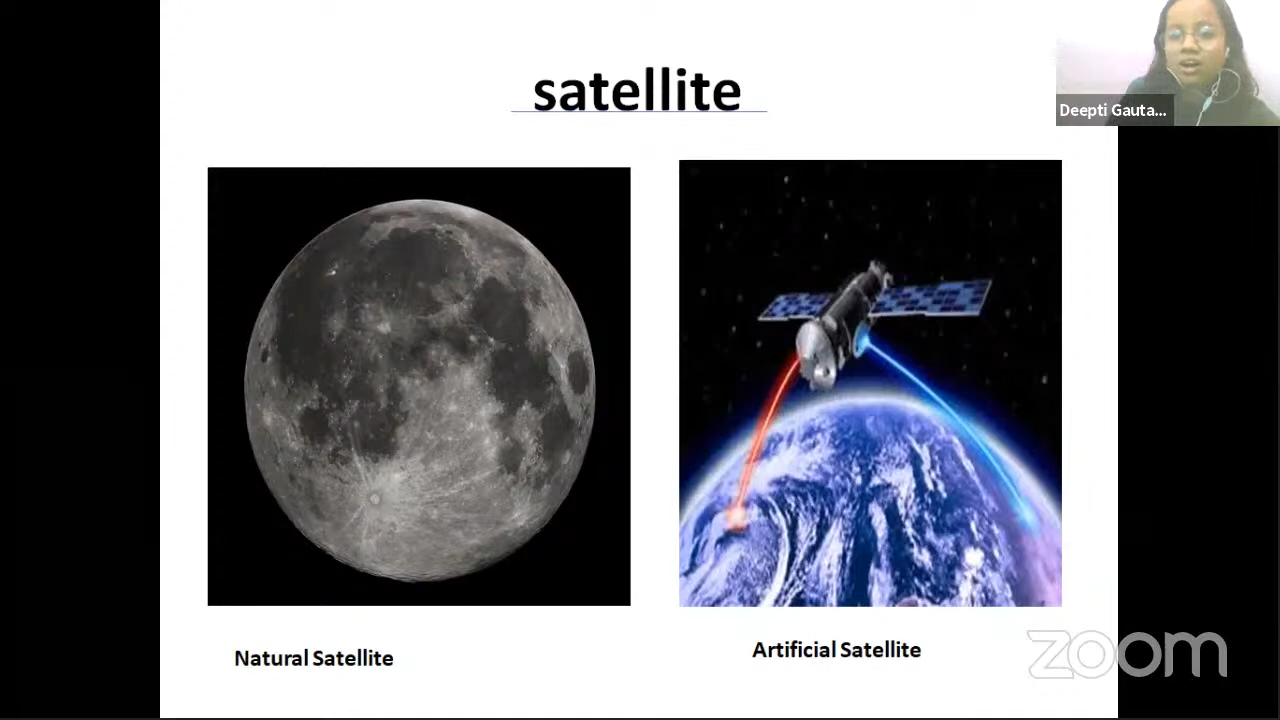 satellite
Deepti Gauta...
Natural Satellite
Artificial Satellite
zoom